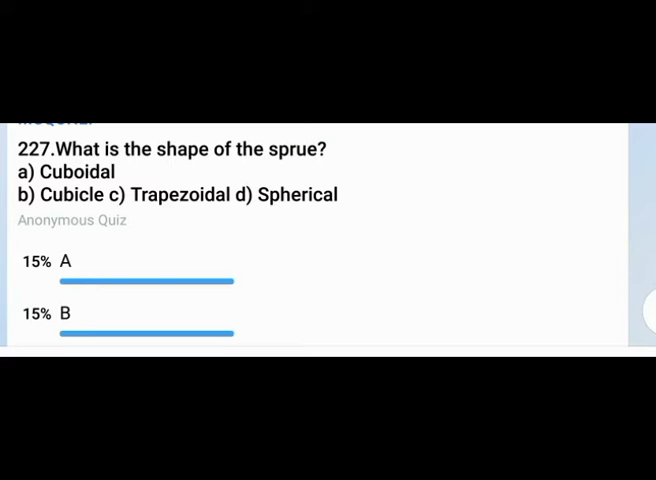 227.What is the shape of the sprue?
a) Cuboidal
b) Cubicle c) Trapezoidal d) Spherical
Anonymous Quiz
15% A
15% B